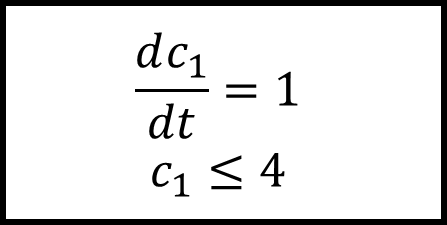 dc₁/dt = 1
c₁ ≤ 4